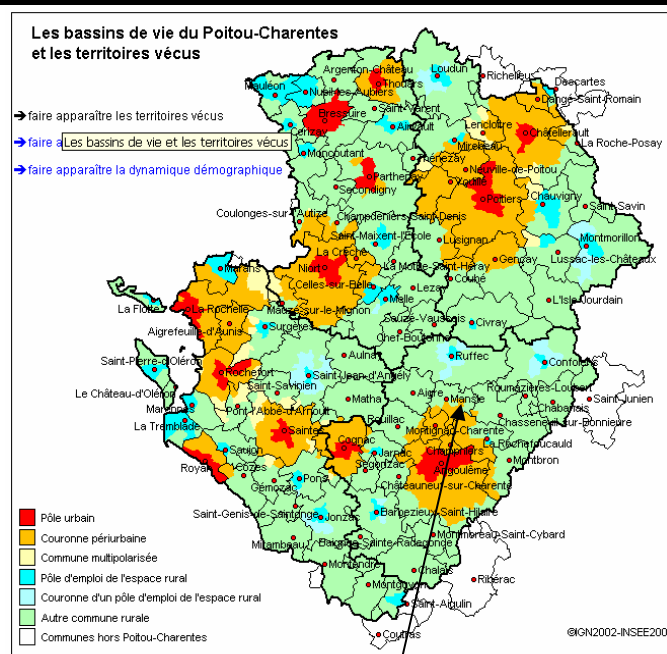 Les bassins de vie du Poitou-Charentes
et les territoires vécus
faire apparaître les territoires vécus
faire a
Les bassins de vie et les territoires vécus
faire apparaître la dynamique démographique
Argenton-Château
Thouars
Loudun
Richelieu
Descartes
Dangé-Saint-Romain
Mauléon
Nueil-les-Aubiers
Saint-Varent
Bressuire
Cerizay
Airvault
Lencloître
Châtellerault
Mirebeau
La Roche-Posay
Moncoutant
Thénezay
Neuville-de-Poitou
Parthenay
Vouillé
Secondigny
Poitiers
Chauvigny
Saint-Savin
Coulonges-sur-l'Autize
Champdeniers-Saint-Denis
Saint-Maixent-l'Ecole
Lusignan
Montmorillon
La Crèche
Gençay
Lussac-les-Châteaux
Marans
Niort
La Mothe-Saint-Héray
Celles-sur-Belle
Couhé
Lezay
La Flotte
La Rochelle
Mauzé-sur-le-Mignon
Melle
L'Isle-Jourdain
Aigrefeuille-d'Aunis
Surgères
Sauzé-Vaussais
Civray
Chef-Boutonne
Saint-Pierre-d'Oléron
Aulnay
Ruffec
Confolens
Rochefort
Saint-Jean-d'Angély
Le Château-d'Oléron
Saint-Savinien
Matha
Aigre
Mansle
Roumazières-Loubert
Saint-Junien
Marennes
Pont-l'Abbé-d'Arnoult
Chabanais
Rouillac
Chasseneuil-sur-Bonnieure
La Tremblade
Saintes
Montignac-Charente
La Rochefoucauld
Cognac
Jarnac
Champniers
Saujon
Montbron
Royan
Cozes
Segonzac
Angoulême
Gémozac
Pons
Châteauneuf-sur-Charente
Saint-Genis-de-Saintonge
Jonzac
Barbezieux-Saint-Hilaire
Mirambeau
Baignes-Sainte-Radegonde
Montmoreau-Saint-Cybard
Montendre
Chalais
Montguyon
Ribérac
Saint-Aigulin
Coutras
Pôle urbain
Couronne périurbaine
Commune multipolarisée
Pôle d'emploi de l'espace rural
Couronne d'un pôle d'emploi de l'espace rural
Autre commune rurale
Communes hors Poitou-Charentes
©IGN2002-INSEE200